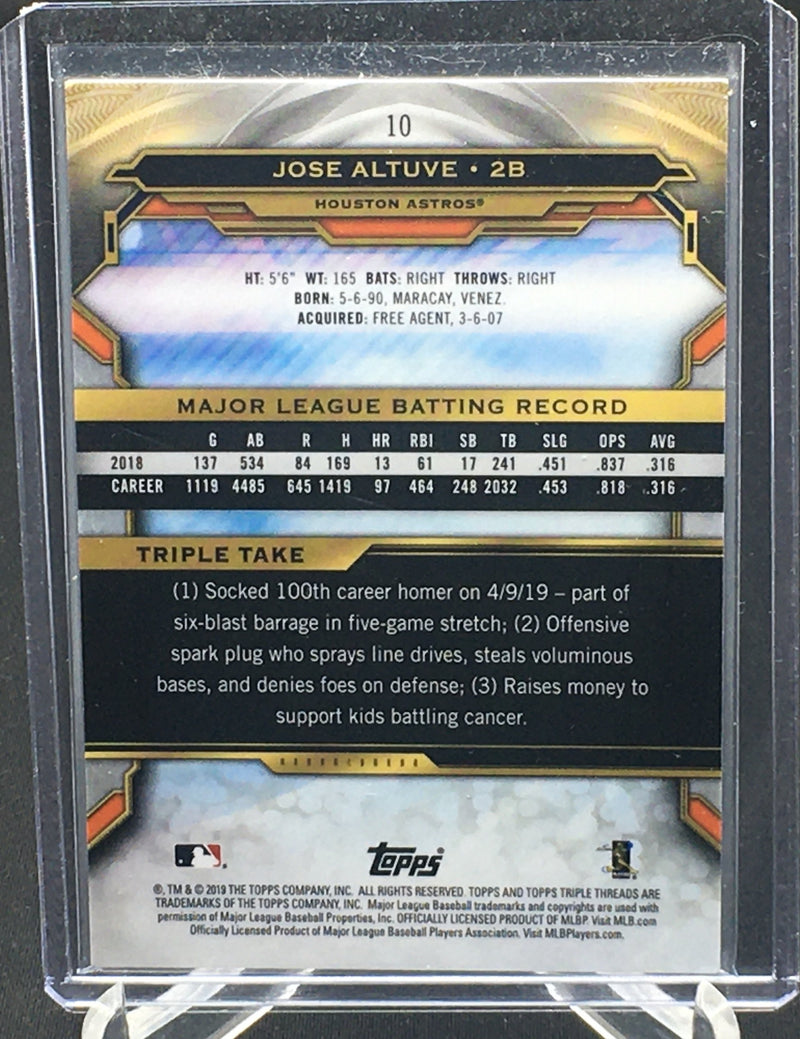 10
JOSE ALTUVE • 2B
HOUSTON ASTROS®
HT: 5'6" WT: 165 BATS: RIGHT THROWS: RIGHT
BORN: 5-6-90, MARACAY, VENEZ.
ACQUIRED: FREE AGENT, 3-6-07
MAJOR LEAGUE BATTING RECORD
G AB R H HR RBI SB TB SLG OPS AVG
2018 137 534 84 169 13 61 17 241 .451 .837 .316
CAREER 1119 4485 645 1419 97 464 248 2032 .453 .818 .316
TRIPLE TAKE
(1) Socked 100th career homer on 4/9/19 – part of
six-blast barrage in five-game stretch; (2) Offensive
spark plug who sprays line drives, steals voluminous
bases, and denies foes on defense; (3) Raises money to
support kids battling cancer.
Topps
®, TM & © 2019 THE TOPPS COMPANY, INC. ALL RIGHTS RESERVED. TOPPS AND TOPPS TRIPLE THREADS ARE
TRADEMARKS OF THE TOPPS COMPANY, INC. Major League Baseball trademarks and copyrights are used with
permission of Major League Baseball Properties, Inc. OFFICIALLY LICENSED PRODUCT OF MLBP. Visit MLB.com
Officially Licensed Product of Major League Baseball Players Association. Visit MLBPlayers.com.